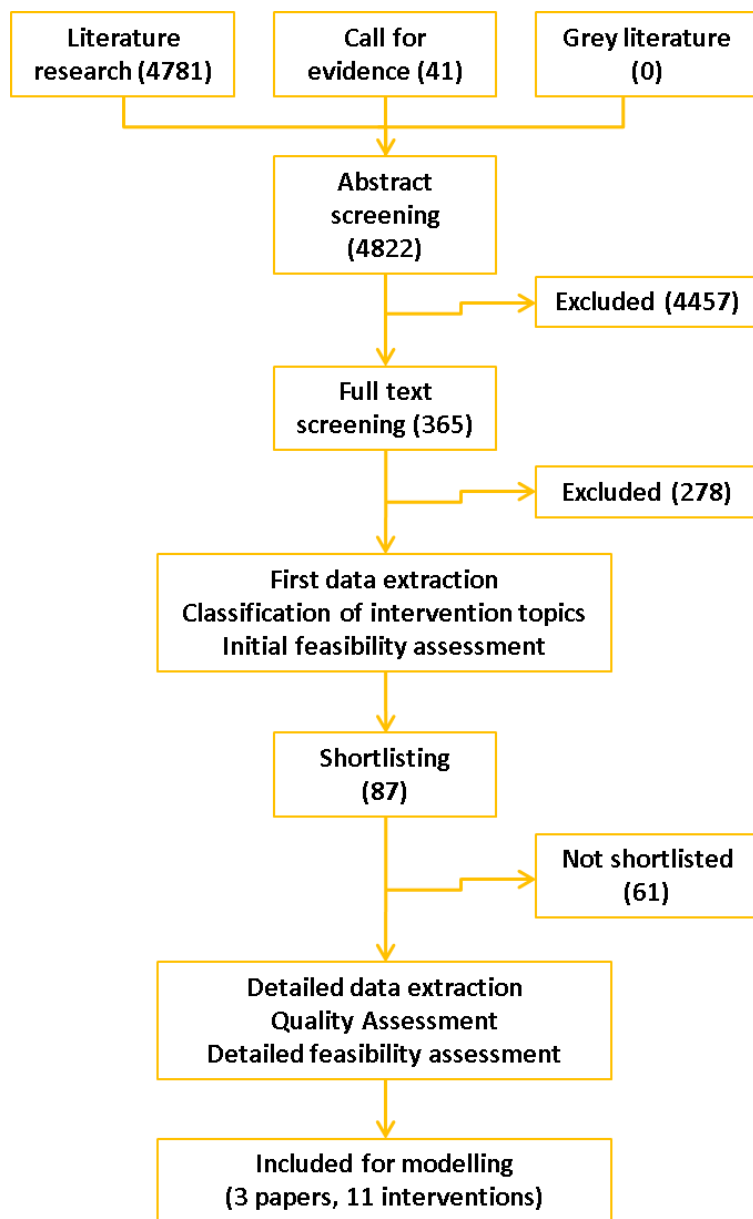 Literature
research (4781)
Call for
evidence (41)
Grey literature
(0)
Abstract
screening
(4822)
Excluded (4457)
Full text
screening (365)
Excluded (278)
First data extraction
Classification of intervention topics
Initial feasibility assessment
Shortlisting
(87)
Not shortlisted
(61)
Detailed data extraction
Quality Assessment
Detailed feasibility assessment
Included for modelling
(3 papers, 11 interventions)